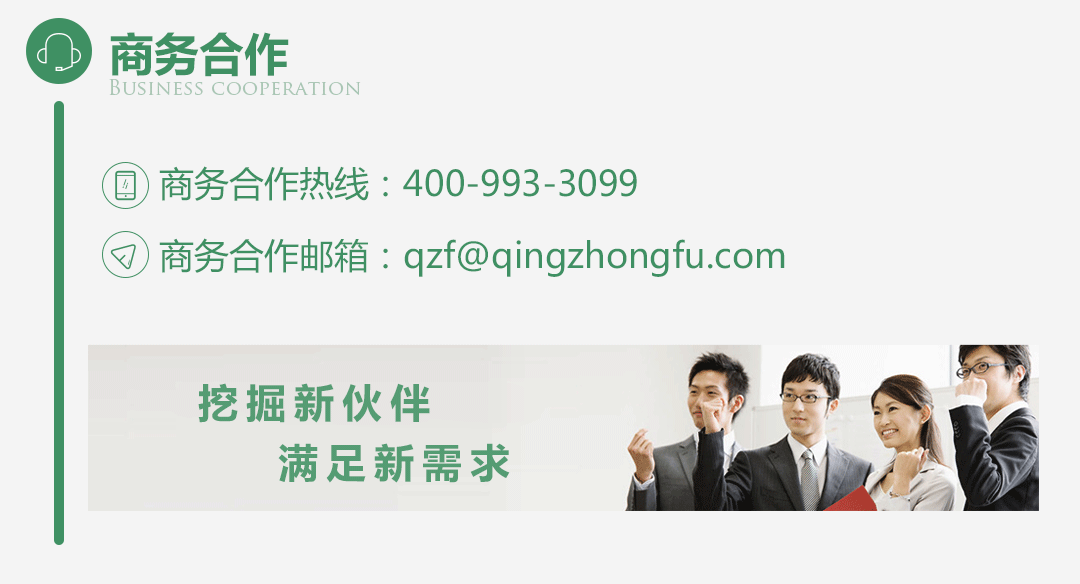 商务合作
BUSINESS COOPERATION
商务合作热线：400-993-3099
商务合作邮箱：qzf@qingzhongfu.com
挖掘新伙伴
满足新需求